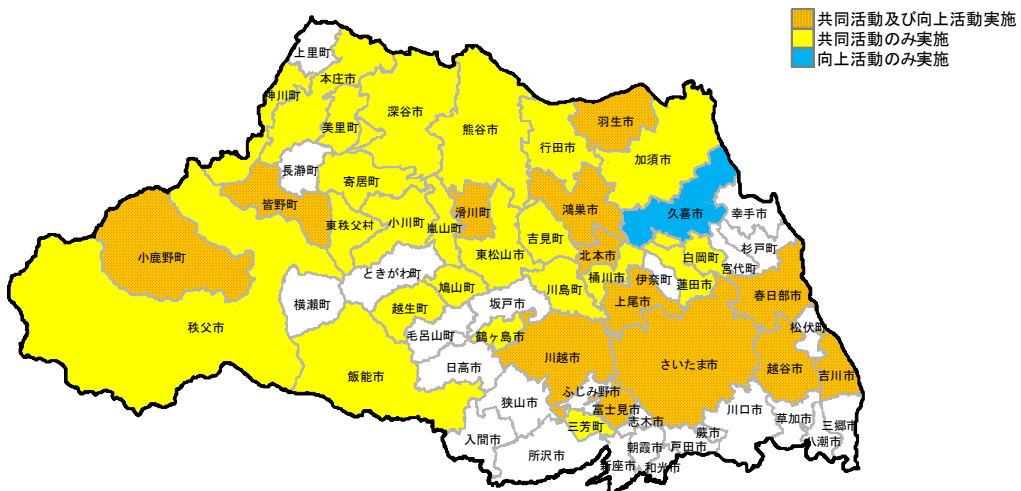 共同活動及び向上活動実施
共同活動のみ実施
向上活動のみ実施
上里町
本庄市
神川町
美里町
深谷市
熊谷市
行田市
羽生市
加須市
長瀞町
寄居町
皆野町
東秩父村
小川町
嵐山町
滑川町
東松山市
吉見町
鴻巣市
北本市
久喜市
幸手市
杉戸町
宮代町
白岡町
小鹿野町
ときがわ町
横瀬町
秩父市
鳩山町
越生町
毛呂山町
坂戸市
鶴ヶ島市
川島町
桶川市
伊奈町
蓮田市
上尾市
春日部市
松伏町
飯能市
日高市
川越市
さいたま市
越谷市
吉川市
狭山市
ふじみ野市
富士見市
三芳町
志木市
川口市
草加市
三郷市
八潮市
蕨市
戸田市
入間市
所沢市
朝霞市
新座市
和光市